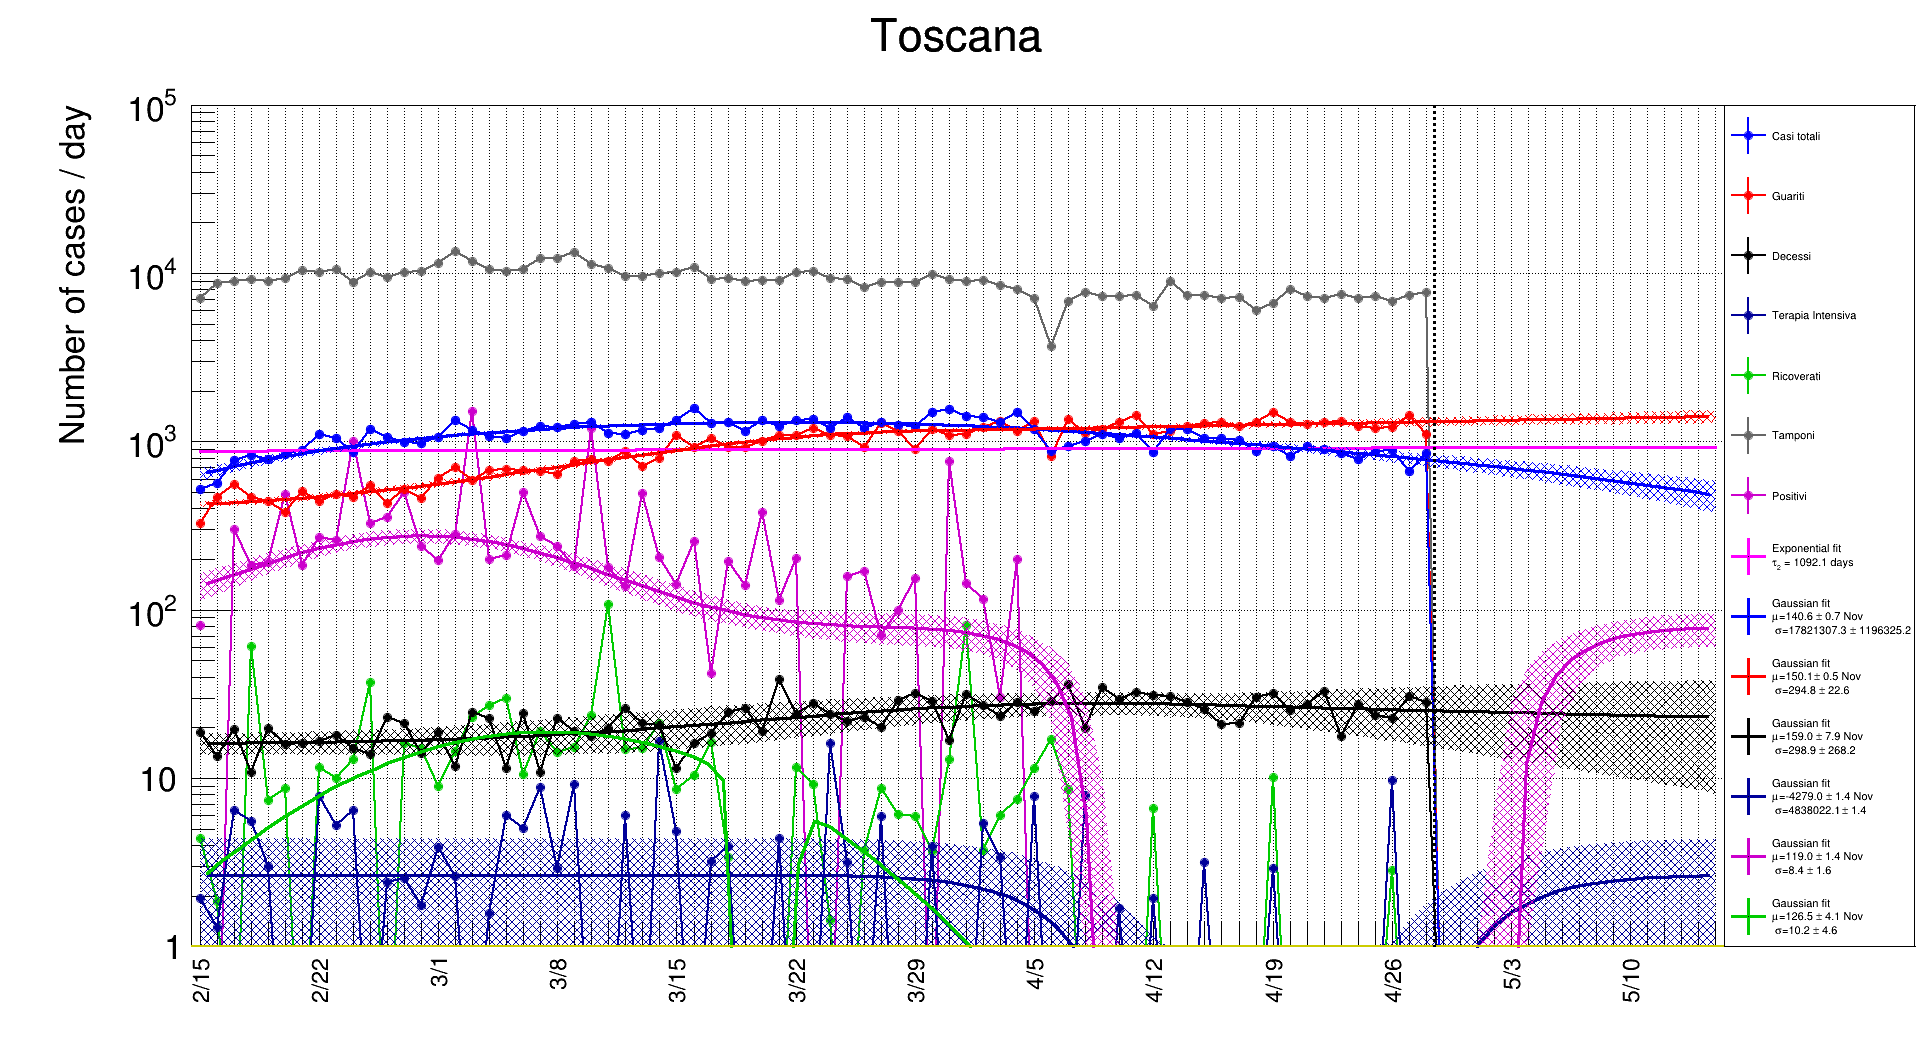 Toscana
Number of cases / day
10^5
10^4
10^3
10^2
10
1
2/15
2/22
3/1
3/8
3/15
3/22
3/29
4/5
4/12
4/19
4/26
5/3
5/10
Casi totali
Guariti
Decessi
Terapia Intensiva
Ricoverati
Tamponi
Positivi
Exponential fit
τ₂ = 1092.1 days
Gaussian fit
μ=140.6 ± 0.7 Nov
σ=17821307.3 ± 1196325.2
Gaussian fit
μ=150.1 ± 0.5 Nov
σ=294.8 ± 22.6
Gaussian fit
μ=159.0 ± 7.9 Nov
σ=298.9 ± 268.2
Gaussian fit
μ=-4279.0 ± 1.4 Nov
σ=4838022.1 ± 1.4
Gaussian fit
μ=119.0 ± 1.4 Nov
σ=8.4 ± 1.6
Gaussian fit
μ=126.5 ± 4.1 Nov
σ=10.2 ± 4.6